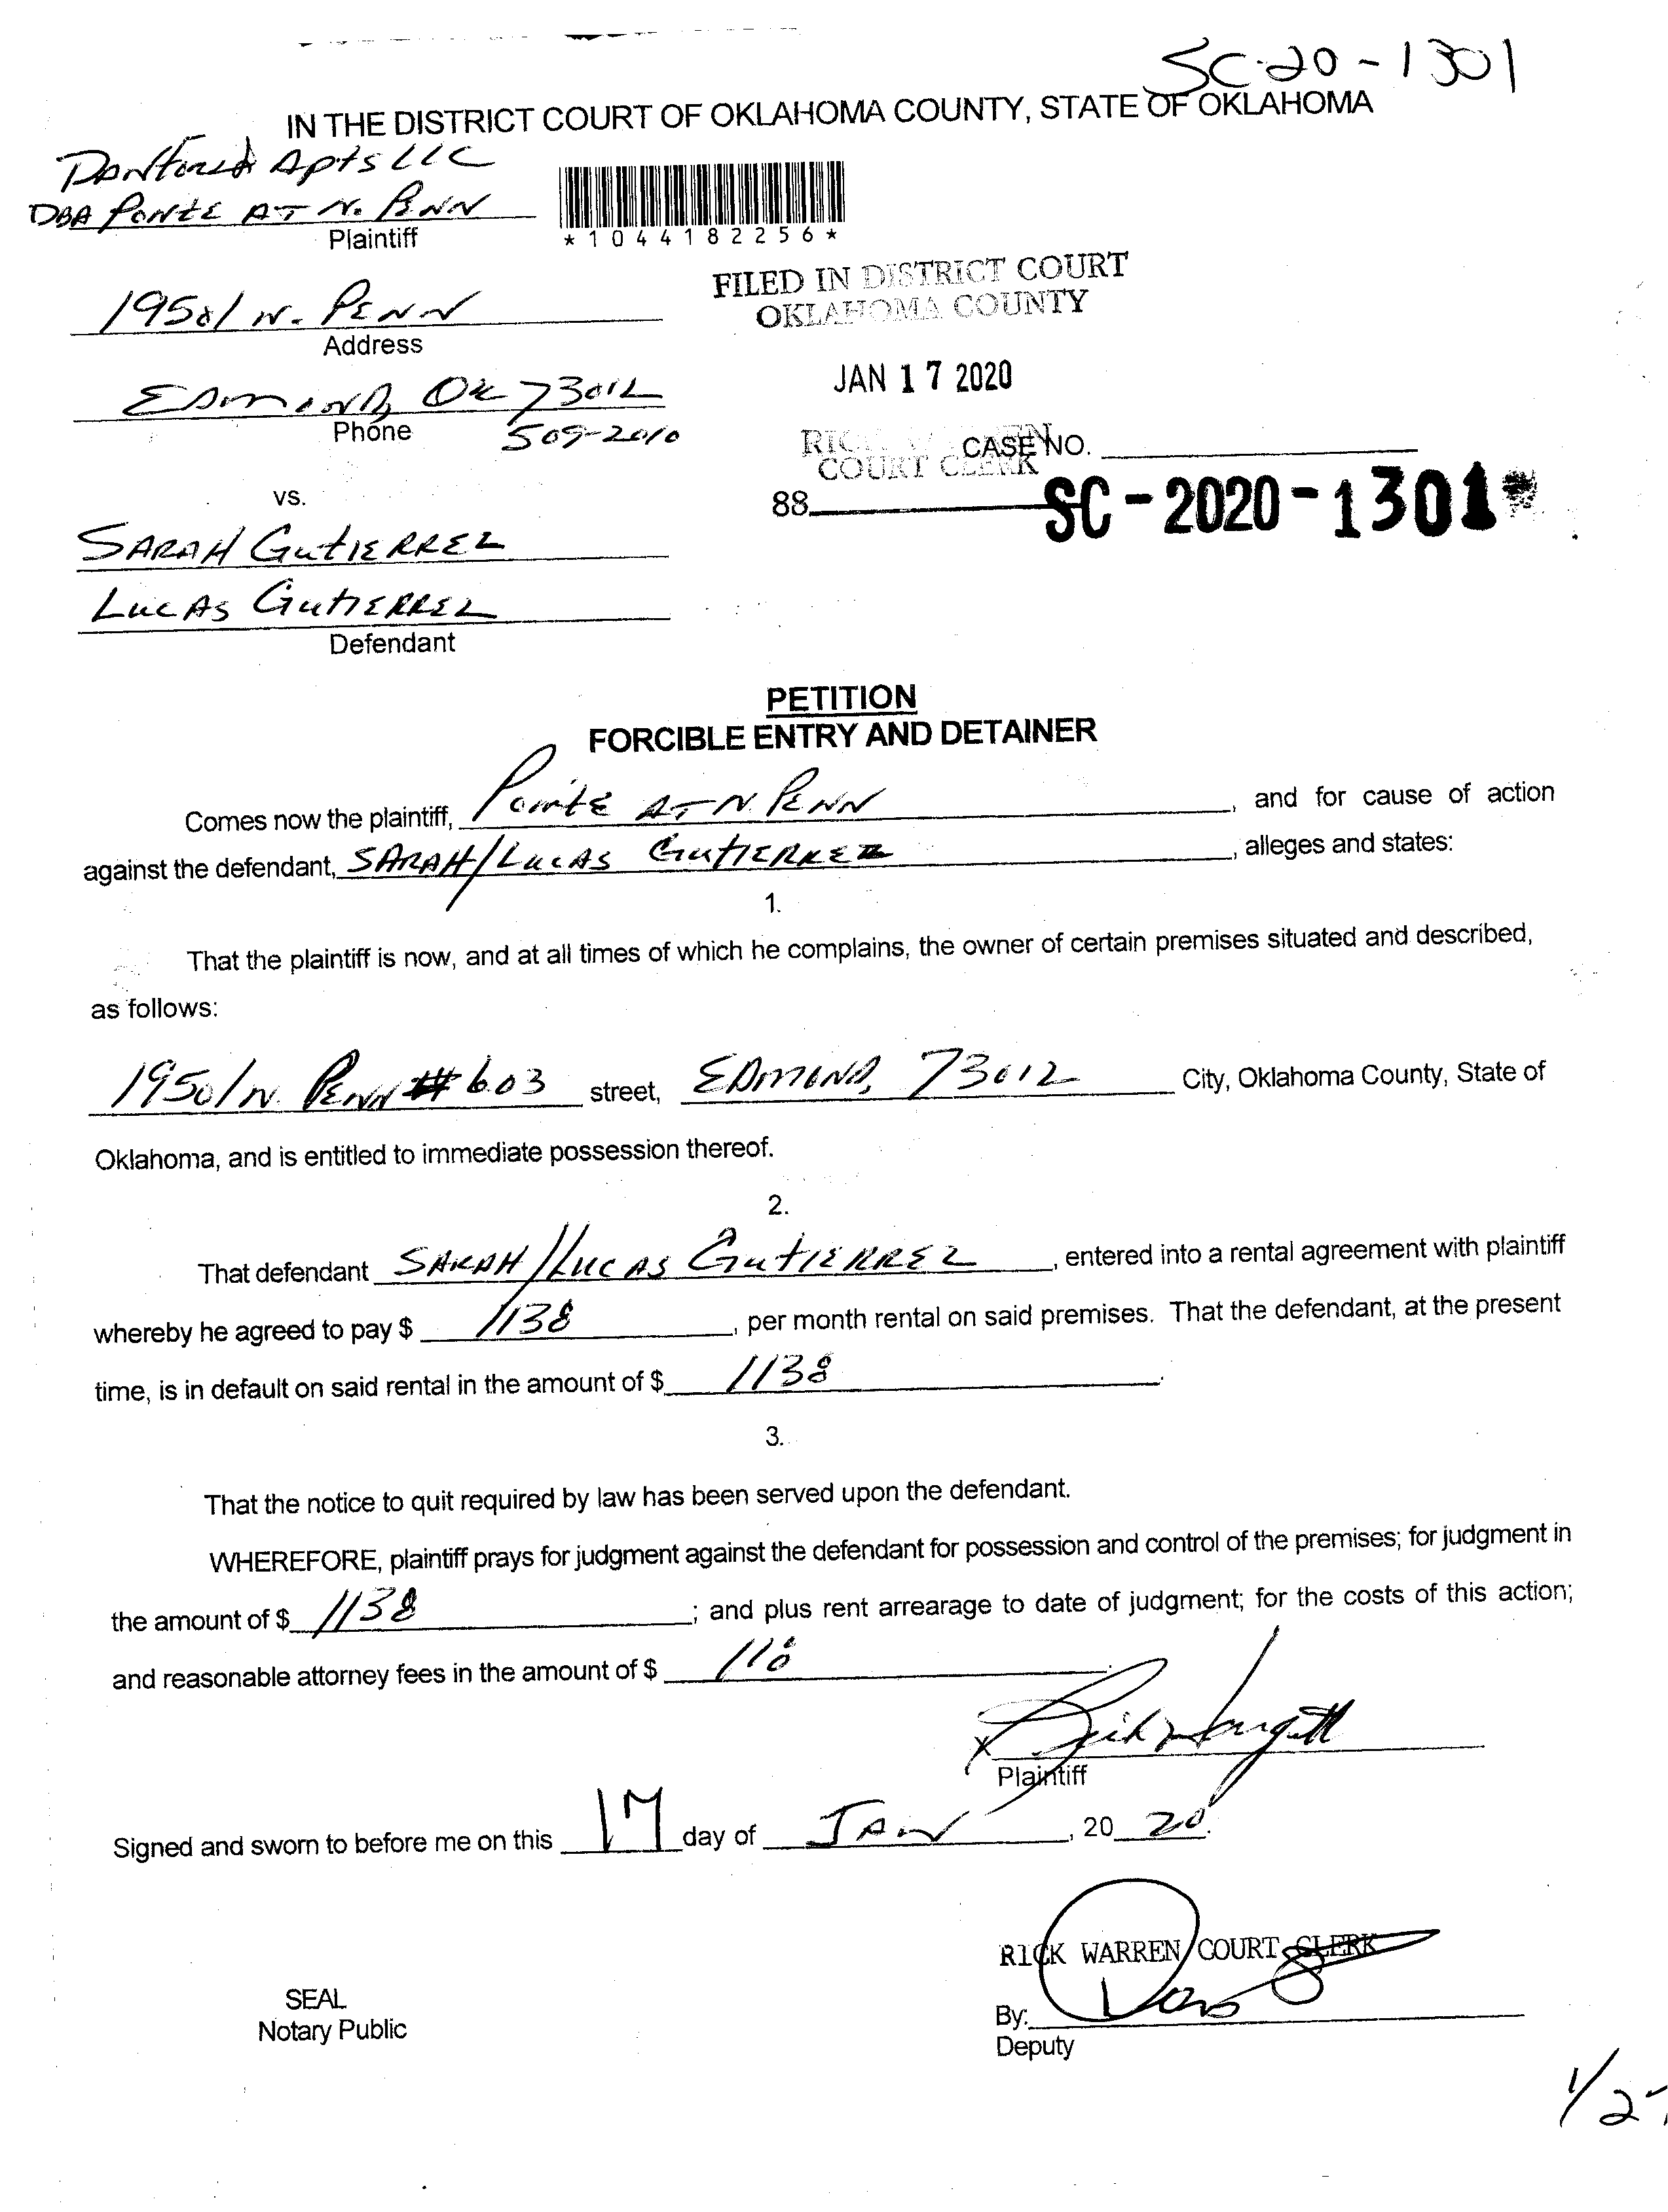 SC-20-1301
IN THE DISTRICT COURT OF OKLAHOMA COUNTY, STATE OF OKLAHOMA
Danforth Apts LLC
DBA Pointe AT N. Penn
Plaintiff
*1044182256*
FILED IN DISTRICT COURT
OKLAHOMA COUNTY
19501 N. Penn
Address
JAN 17 2020
Edmond, OK 73012
Phone 509-2010
RICK WARREN
COURT CLERK
CASE NO.
88 SC-2020-1301
vs.
SARAH GutIERREZ
LucAs GutIERREZ
Defendant
PETITION
FORCIBLE ENTRY AND DETAINER
Comes now the plaintiff, Pointe AT N. Penn, and for cause of action
against the defendant, SARAH/LucAs GutIERREZ, alleges and states:
1.
That the plaintiff is now, and at all times of which he complains, the owner of certain premises situated and described,
as follows:
19501 N. Penn # 603 street, EDMOND, 73012 City, Oklahoma County, State of
Oklahoma, and is entitled to immediate possession thereof.
2.
That defendant SARAH/LucAs GutIERREZ, entered into a rental agreement with plaintiff
whereby he agreed to pay $ 1138, per month rental on said premises. That the defendant, at the present
time, is in default on said rental in the amount of $ 1138.
3.
That the notice to quit required by law has been served upon the defendant.
WHEREFORE, plaintiff prays for judgment against the defendant for possession and control of the premises; for judgment in
the amount of $ 1138; and plus rent arrearage to date of judgment; for the costs of this action;
and reasonable attorney fees in the amount of $
Plaintiff
Signed and sworn to before me on this 17 day of JAN, 20 20.
RICK WARREN COURT CLERK
SEAL
Notary Public
By:
Deputy